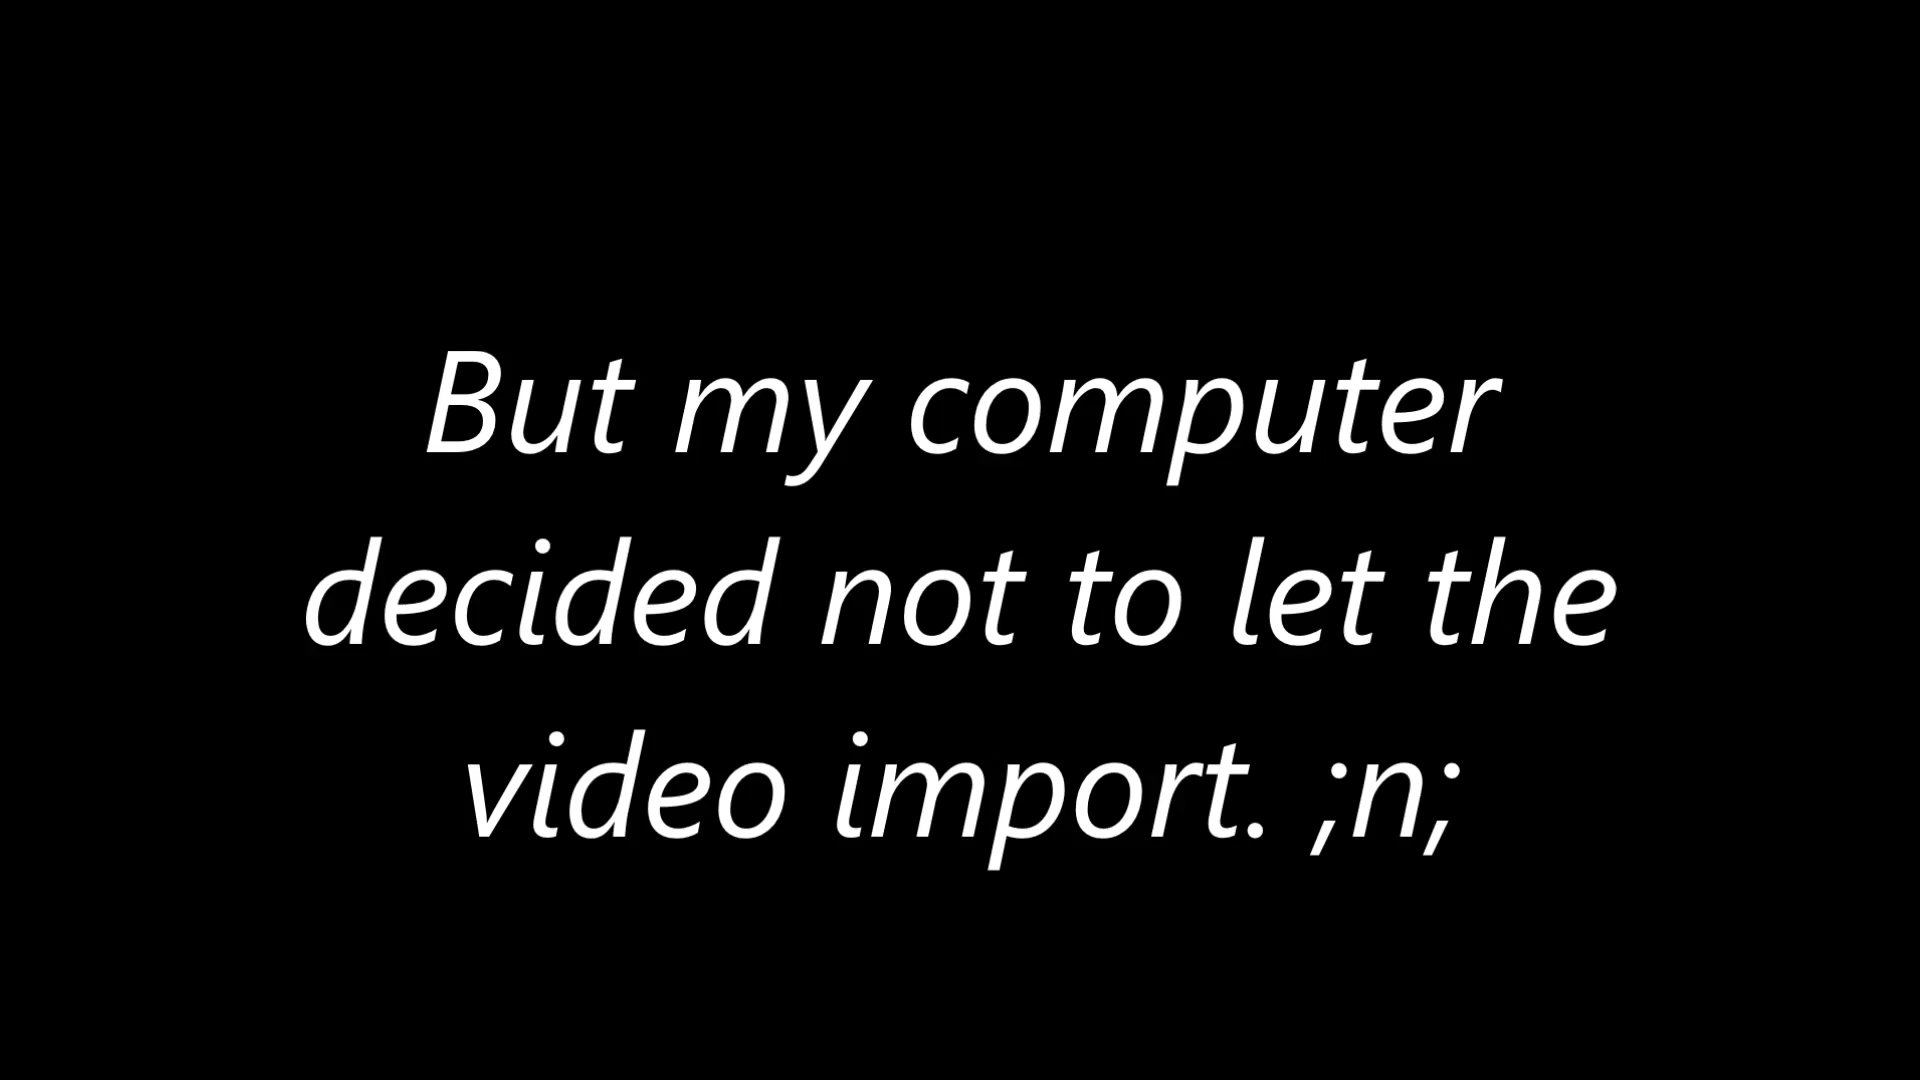 But my computer
decided not to let the
video import. ;n;